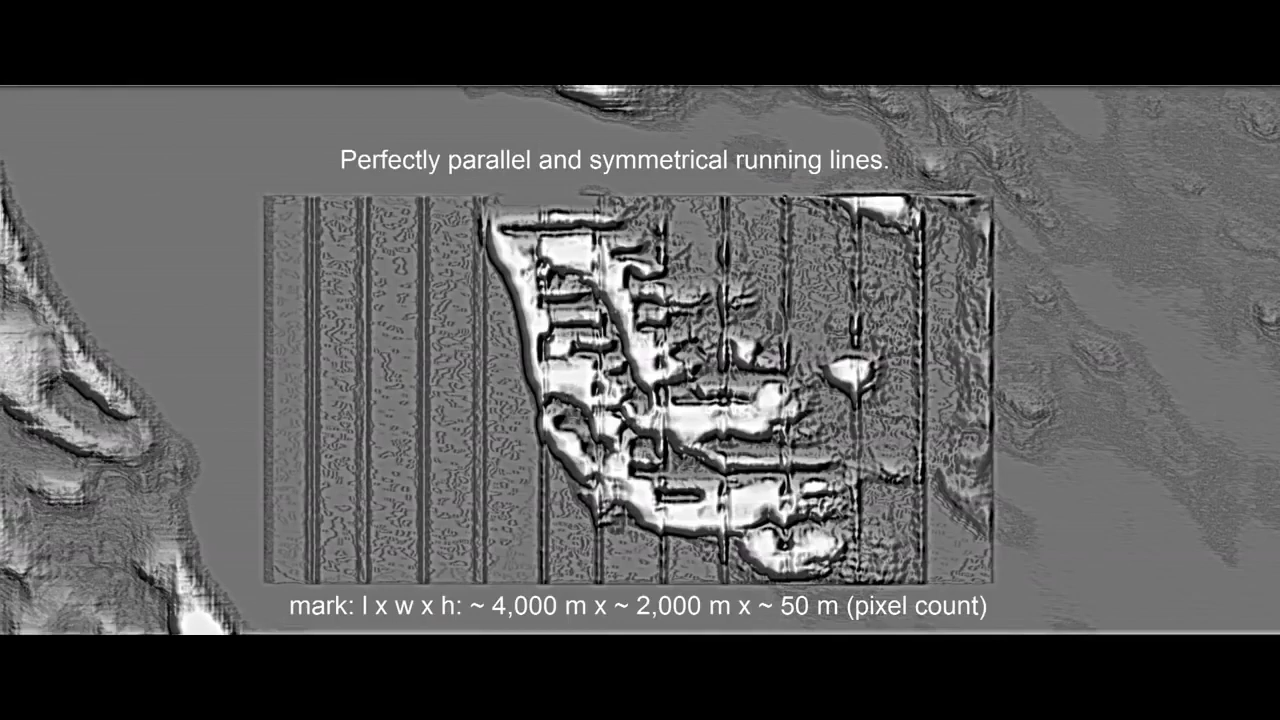 Perfectly parallel and symmetrical running lines.
mark: l x w x h: ~ 4,000 m x ~ 2,000 m x ~ 50 m (pixel count)